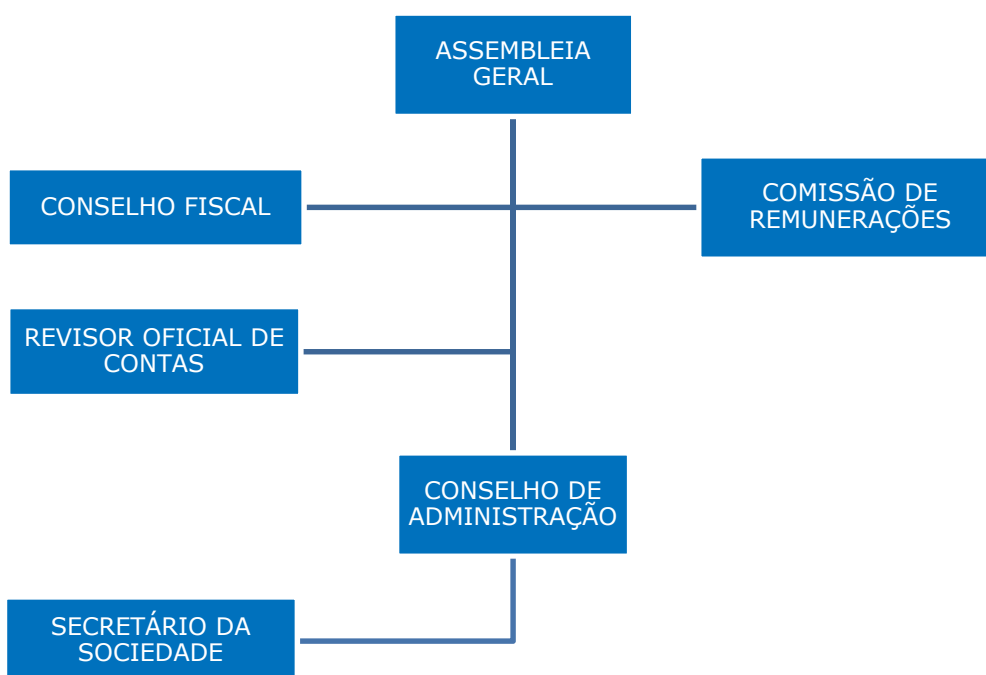 ASSEMBLEIA
GERAL
CONSELHO FISCAL
COMISSÃO DE
REMUNERAÇÕES
REVISOR OFICIAL DE
CONTAS
CONSELHO DE
ADMINISTRAÇÃO
SECRETÁRIO DA
SOCIEDADE